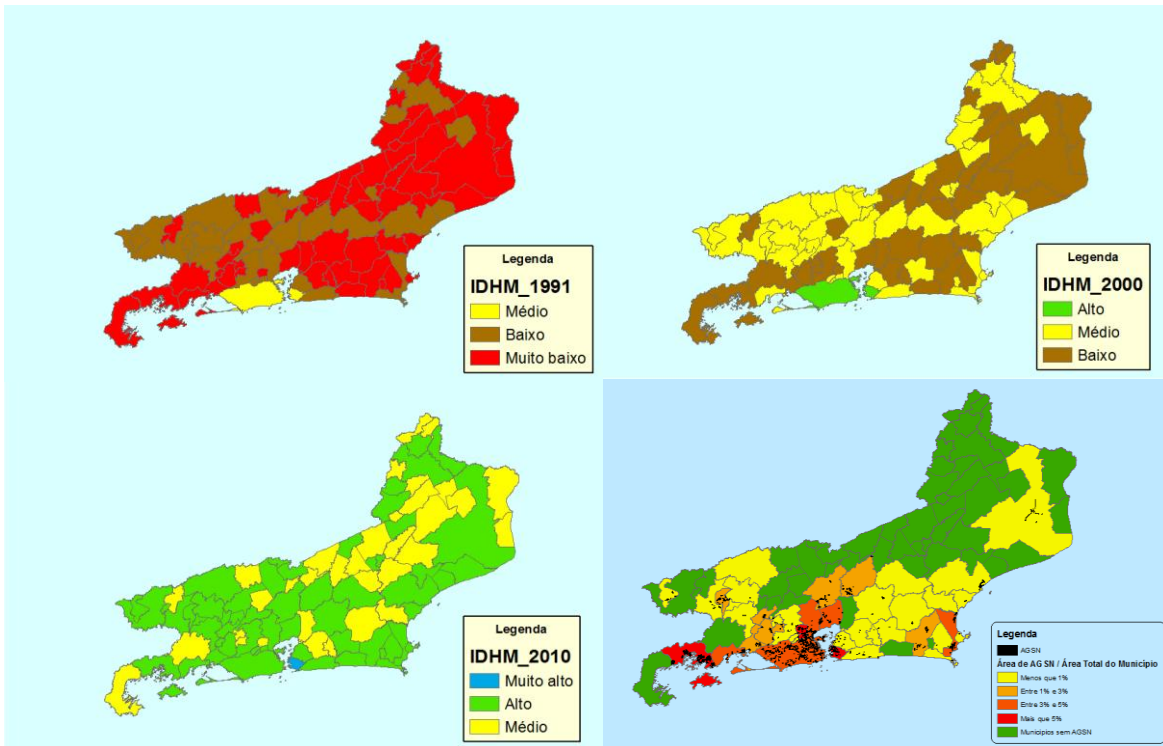 Legenda
IDHM_1991
Médio
Baixo
Muito baixo
Legenda
IDHM_2000
Alto
Médio
Baixo
Legenda
IDHM_2010
Muito alto
Alto
Médio
Legenda
AGSN
Área de AGSN / Área Total do Município
Menos que 1%
Entre 1% e 3%
Entre 3% e 5%
Mais que 5%
Municípios sem AGSN